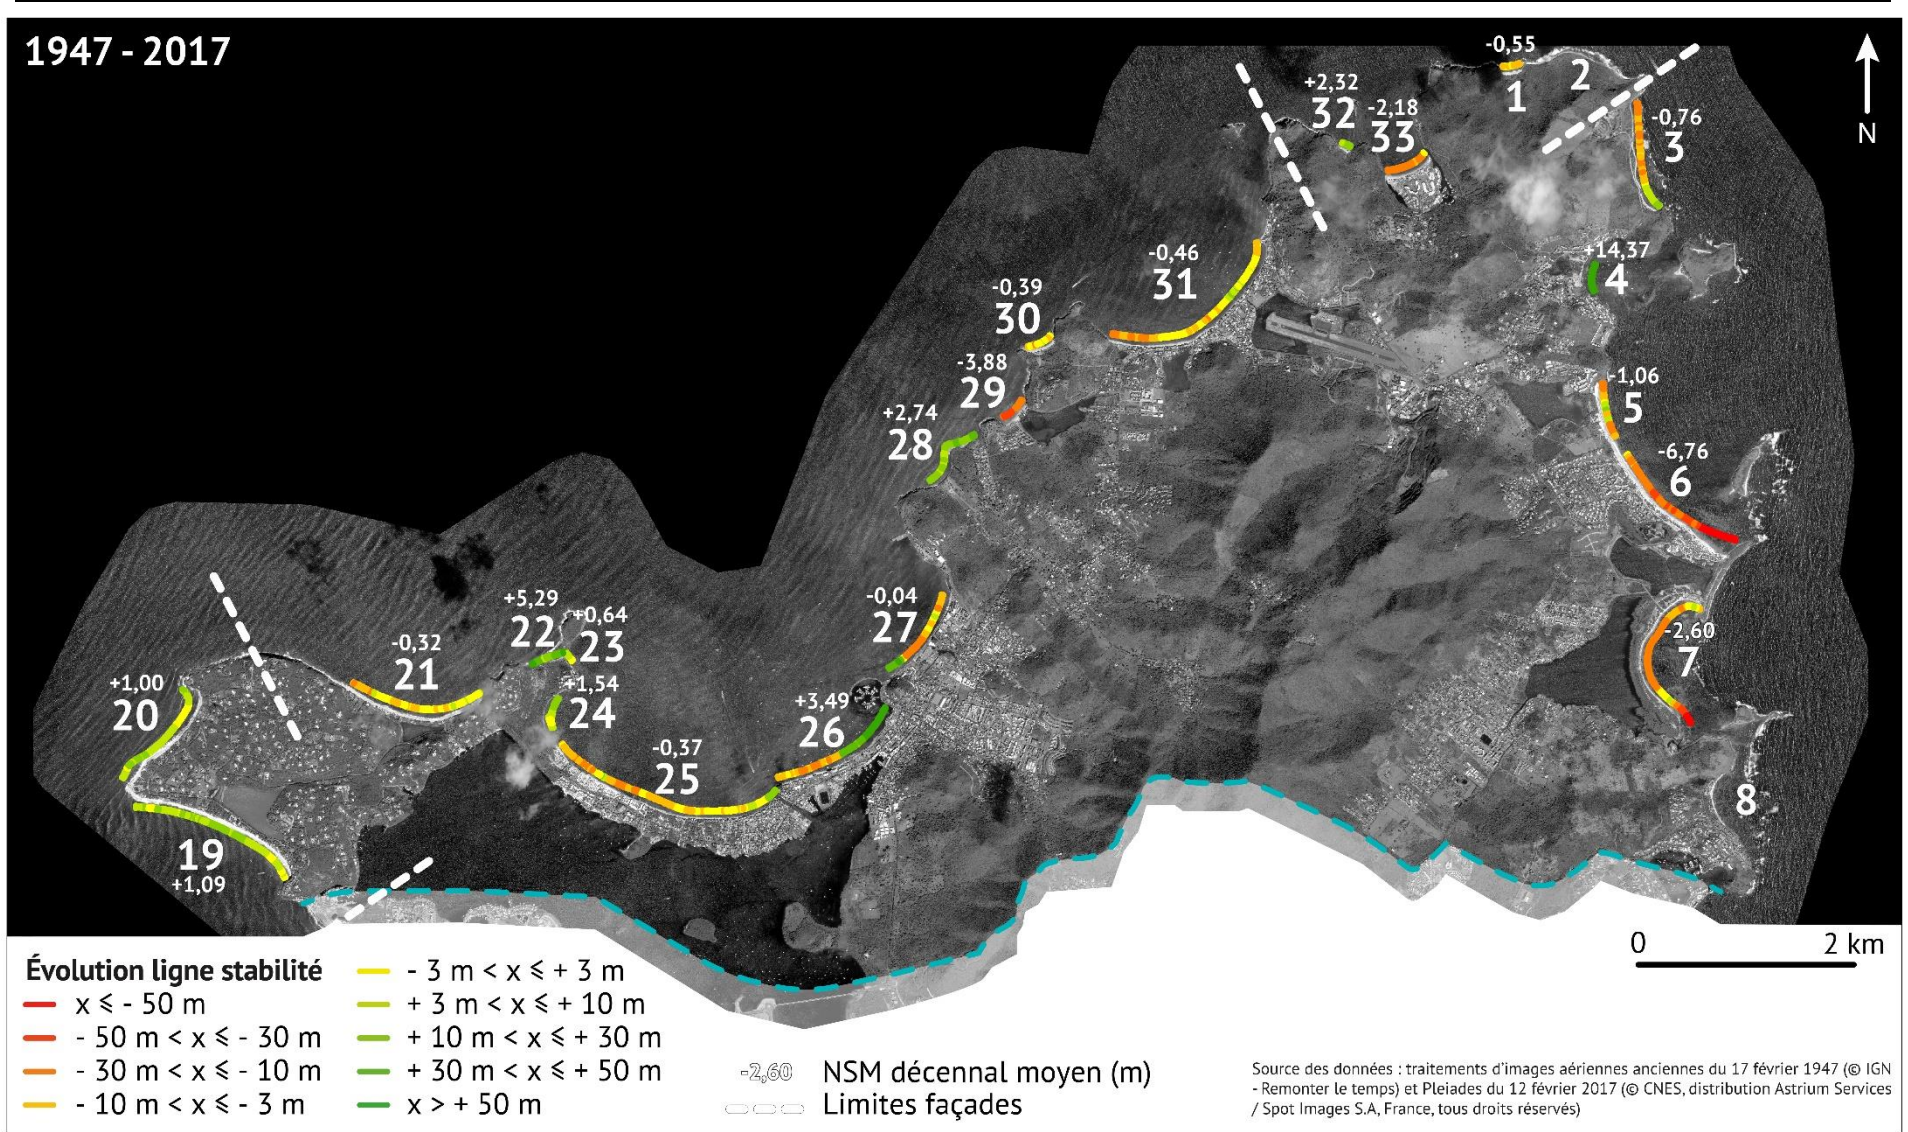 1947 - 2017
-0,55
1
2
+2,32
32
-2,18
33
-0,76
3
N
+14,37
4
-0,46
31
-0,39
30
-3,88
29
+2,74
28
-1,06
5
-6,76
6
-0,04
27
-2,60
7
+5,29
22
+0,64
23
-0,32
21
+1,00
20
+1,54
24
+3,49
26
-0,37
25
8
19
+1,09
0 2 km
Évolution ligne stabilité
x ⩽ - 50 m
- 50 m < x ⩽ - 30 m
- 30 m < x ⩽ - 10 m
- 10 m < x ⩽ - 3 m
- 3 m < x ⩽ + 3 m
+ 3 m < x ⩽ + 10 m
+ 10 m < x ⩽ + 30 m
+ 30 m < x ⩽ + 50 m
x > + 50 m
-2,60 NSM décennal moyen (m)
Limites façades
Source des données : traitements d'images aériennes anciennes du 17 février 1947 (© IGN
- Remonter le temps) et Pleiades du 12 février 2017 (© CNES, distribution Astrium Services
/ Spot Images S.A, France, tous droits réservés)